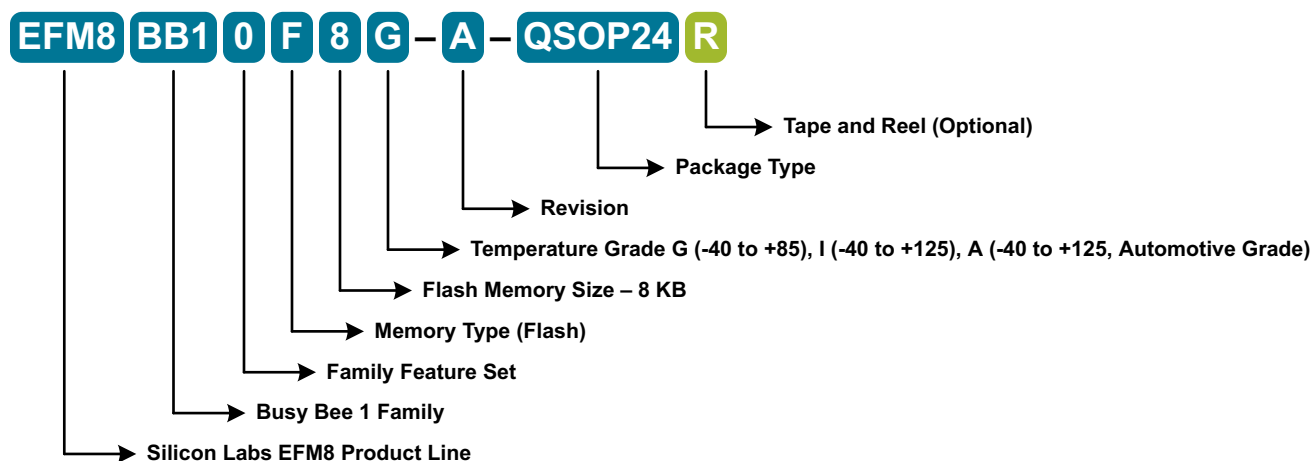 EFM8 BB1 0 F 8 G – A – QSOP24 R
Tape and Reel (Optional)
Package Type
Revision
Temperature Grade G (-40 to +85), I (-40 to +125), A (-40 to +125, Automotive Grade)
Flash Memory Size – 8 KB
Memory Type (Flash)
Family Feature Set
Busy Bee 1 Family
Silicon Labs EFM8 Product Line